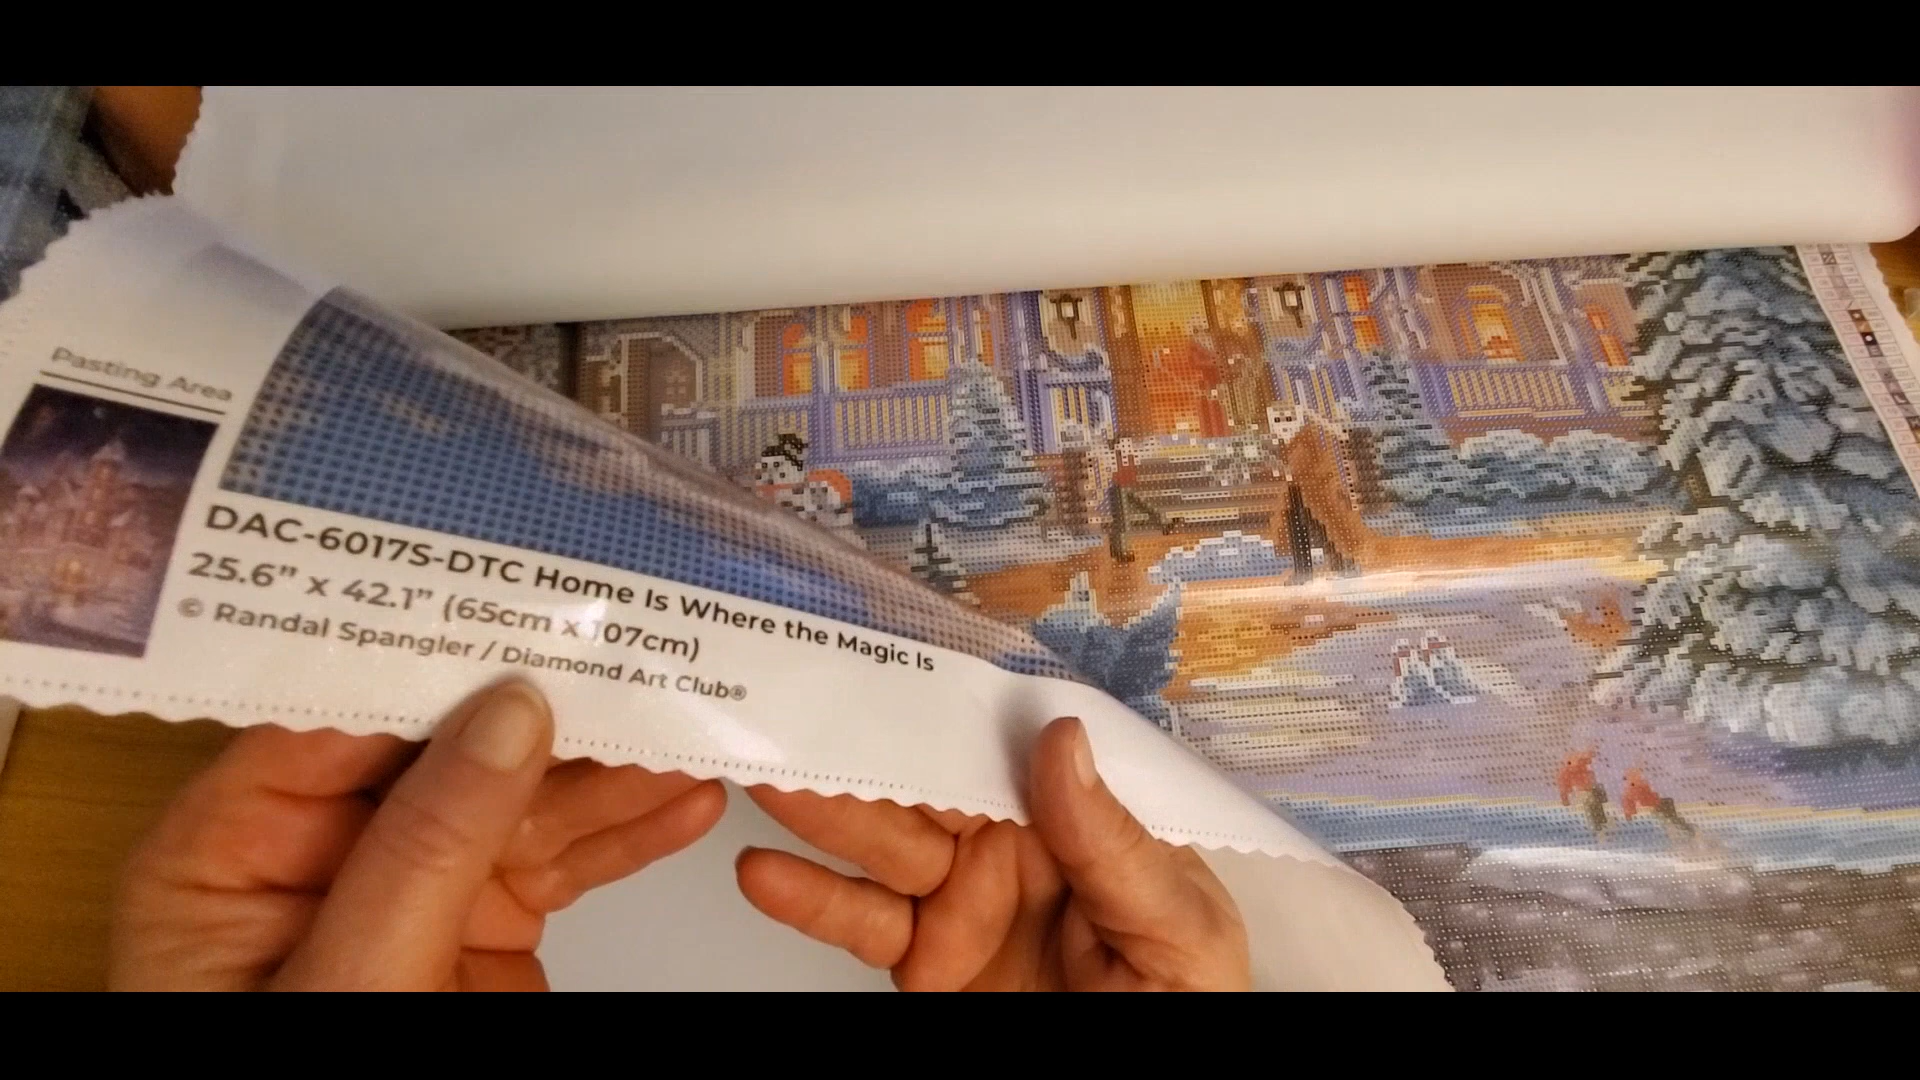 Pasting Area
DAC-6017S-DTC Home Is Where the Magic Is
25.6" x 42.1" (65cm x 107cm)
© Randal Spangler / Diamond Art Club®